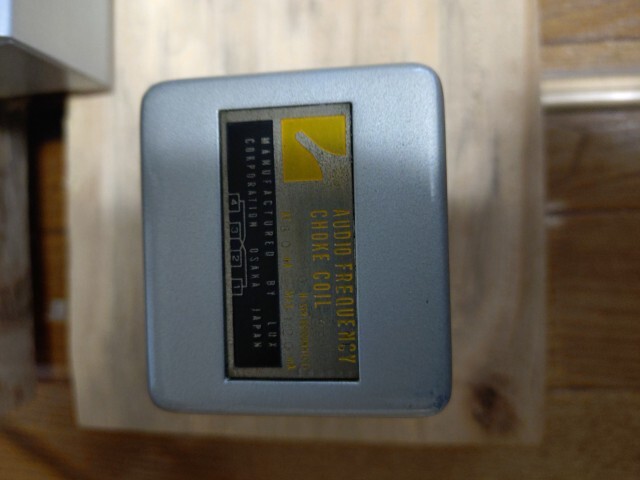 AUDIO FREQUENCY
CHOKE COIL
4 3 2 1
MANUFACTURED BY LUX
CORPORATION OSAKA JAPAN